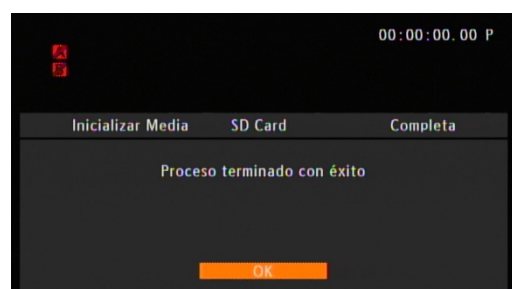 00:00:00.00 P
A
B
Inicializar Media SD Card Completa
Proceso terminado con éxito
OK